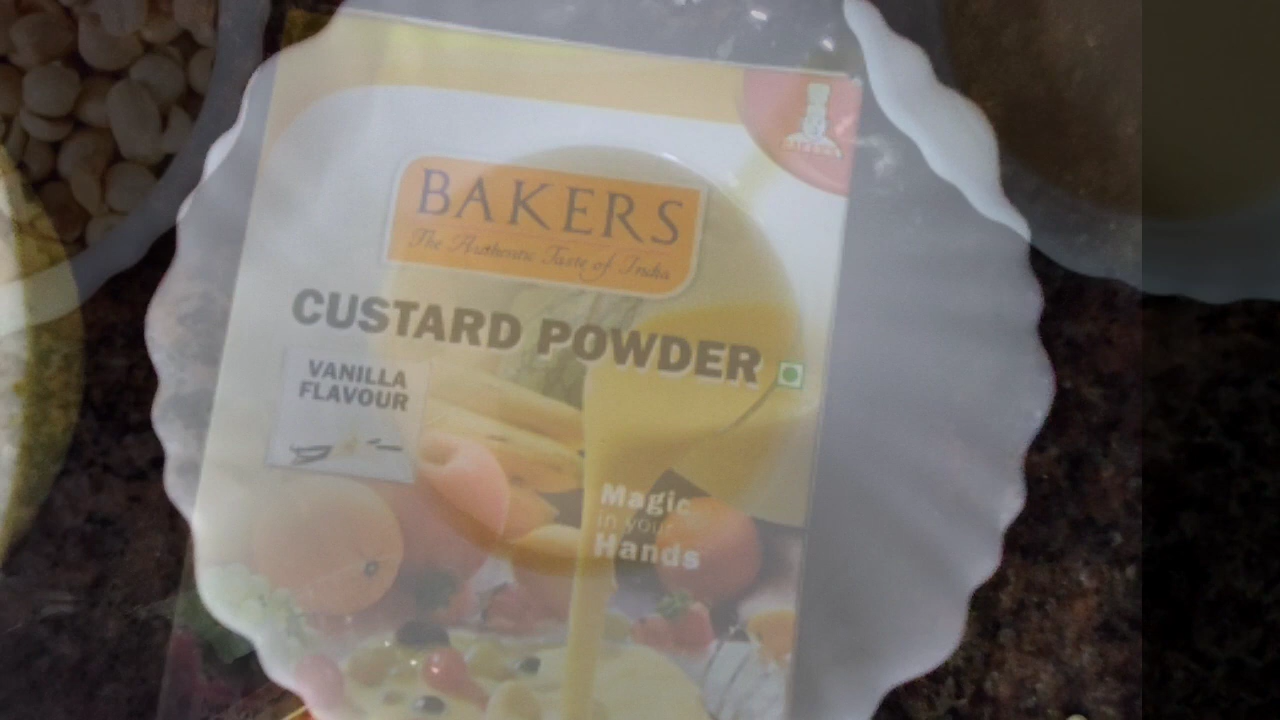 BAKERS
The Authentic Taste of India
CUSTARD POWDER
VANILLA
FLAVOUR
Magic
in your
Hands